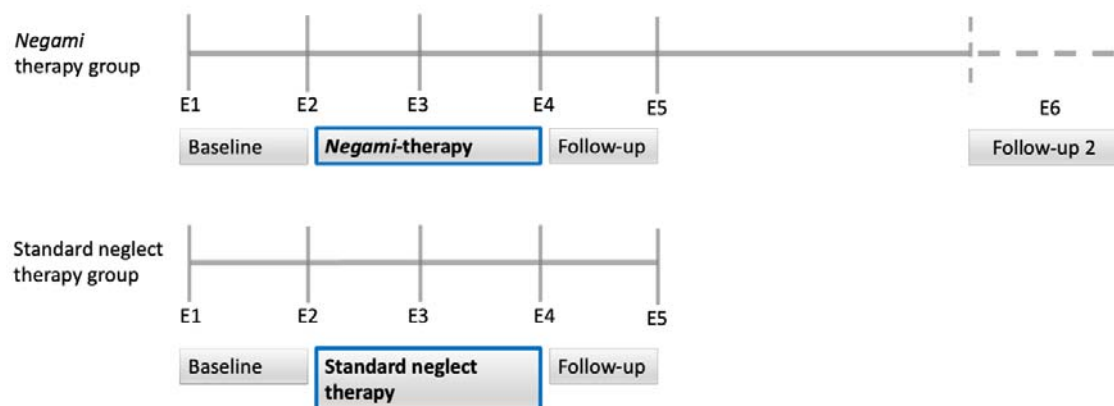 Negami
therapy group
E1 E2 E3 E4 E5 E6
Baseline Negami-therapy Follow-up Follow-up 2
Standard neglect
therapy group
E1 E2 E3 E4 E5
Baseline Standard neglect Follow-up
therapy